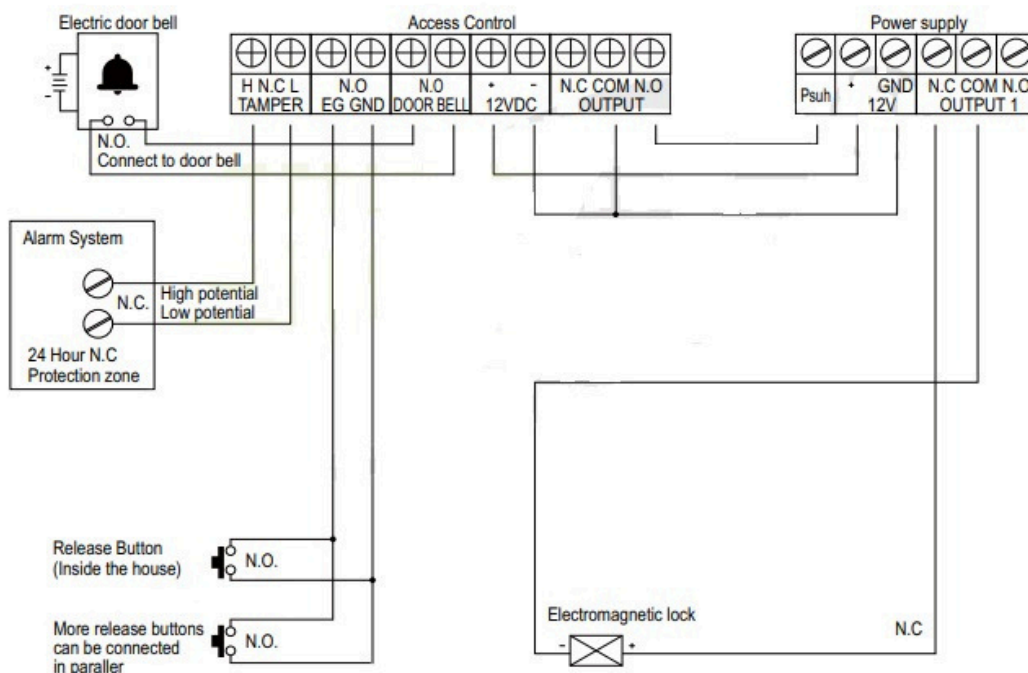 Electric door bell
Access Control
Power supply
+
-
N.O.
Connect to door bell
H N.C L
TAMPER
N.O
EG GND
N.O
DOOR BELL
+ -
12VDC
N.C COM N.O
OUTPUT
Psuh
+ GND
12V
N.C COM N.O
OUTPUT 1
Alarm System
N.C.
High potential
Low potential
24 Hour N.C
Protection zone
Release Button
(Inside the house)
N.O.
More release buttons
can be connected
in paraller
N.O.
Electromagnetic lock
- +
N.C